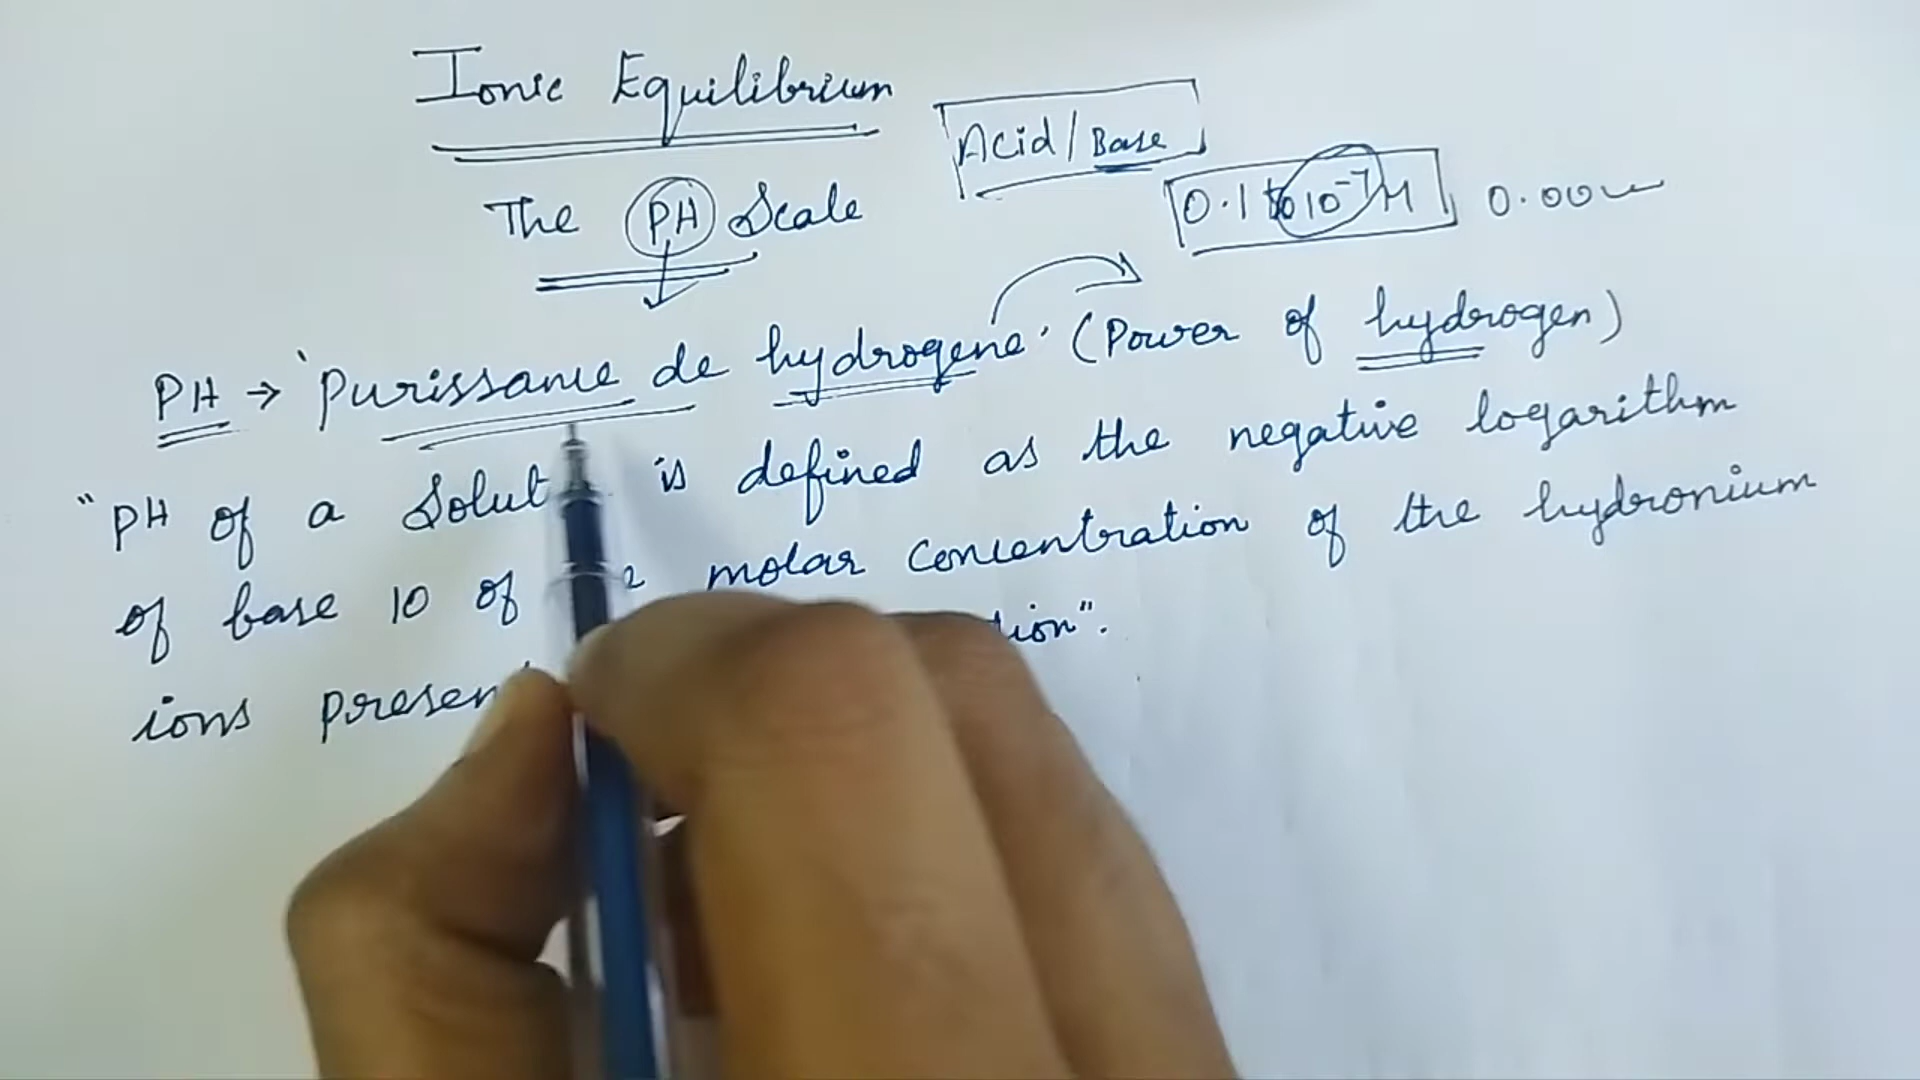 Ionic Equilibrium
Acid/Base
The PH Scale
0.1 to 10⁻⁷ M 0.00
PH → 'Purissance de hydrogene' (Power of hydrogen)
"PH of a Solut is defined as the negative logarithm
of base 10 of molar concentration of the hydronium
ions presen tion".